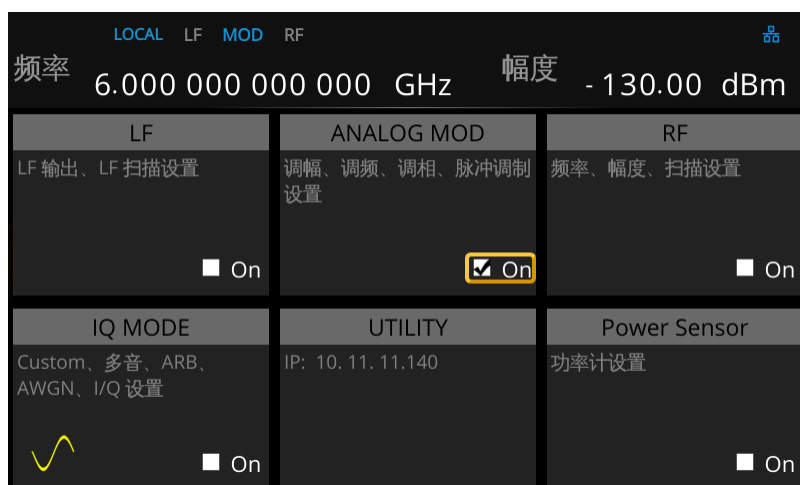 LOCAL LF MOD RF
频率 6.000 000 000 000 GHz 幅度 -130.00 dBm
LF ANALOG MOD RF
LF 输出、LF 扫描设置 调幅、调频、调相、脉冲调制 频率、幅度、扫描设置
设置
On On On
IQ MODE UTILITY Power Sensor
Custom、多音、ARB、 IP: 10. 11. 11.140 功率计设置
AWGN、I/Q 设置
On On